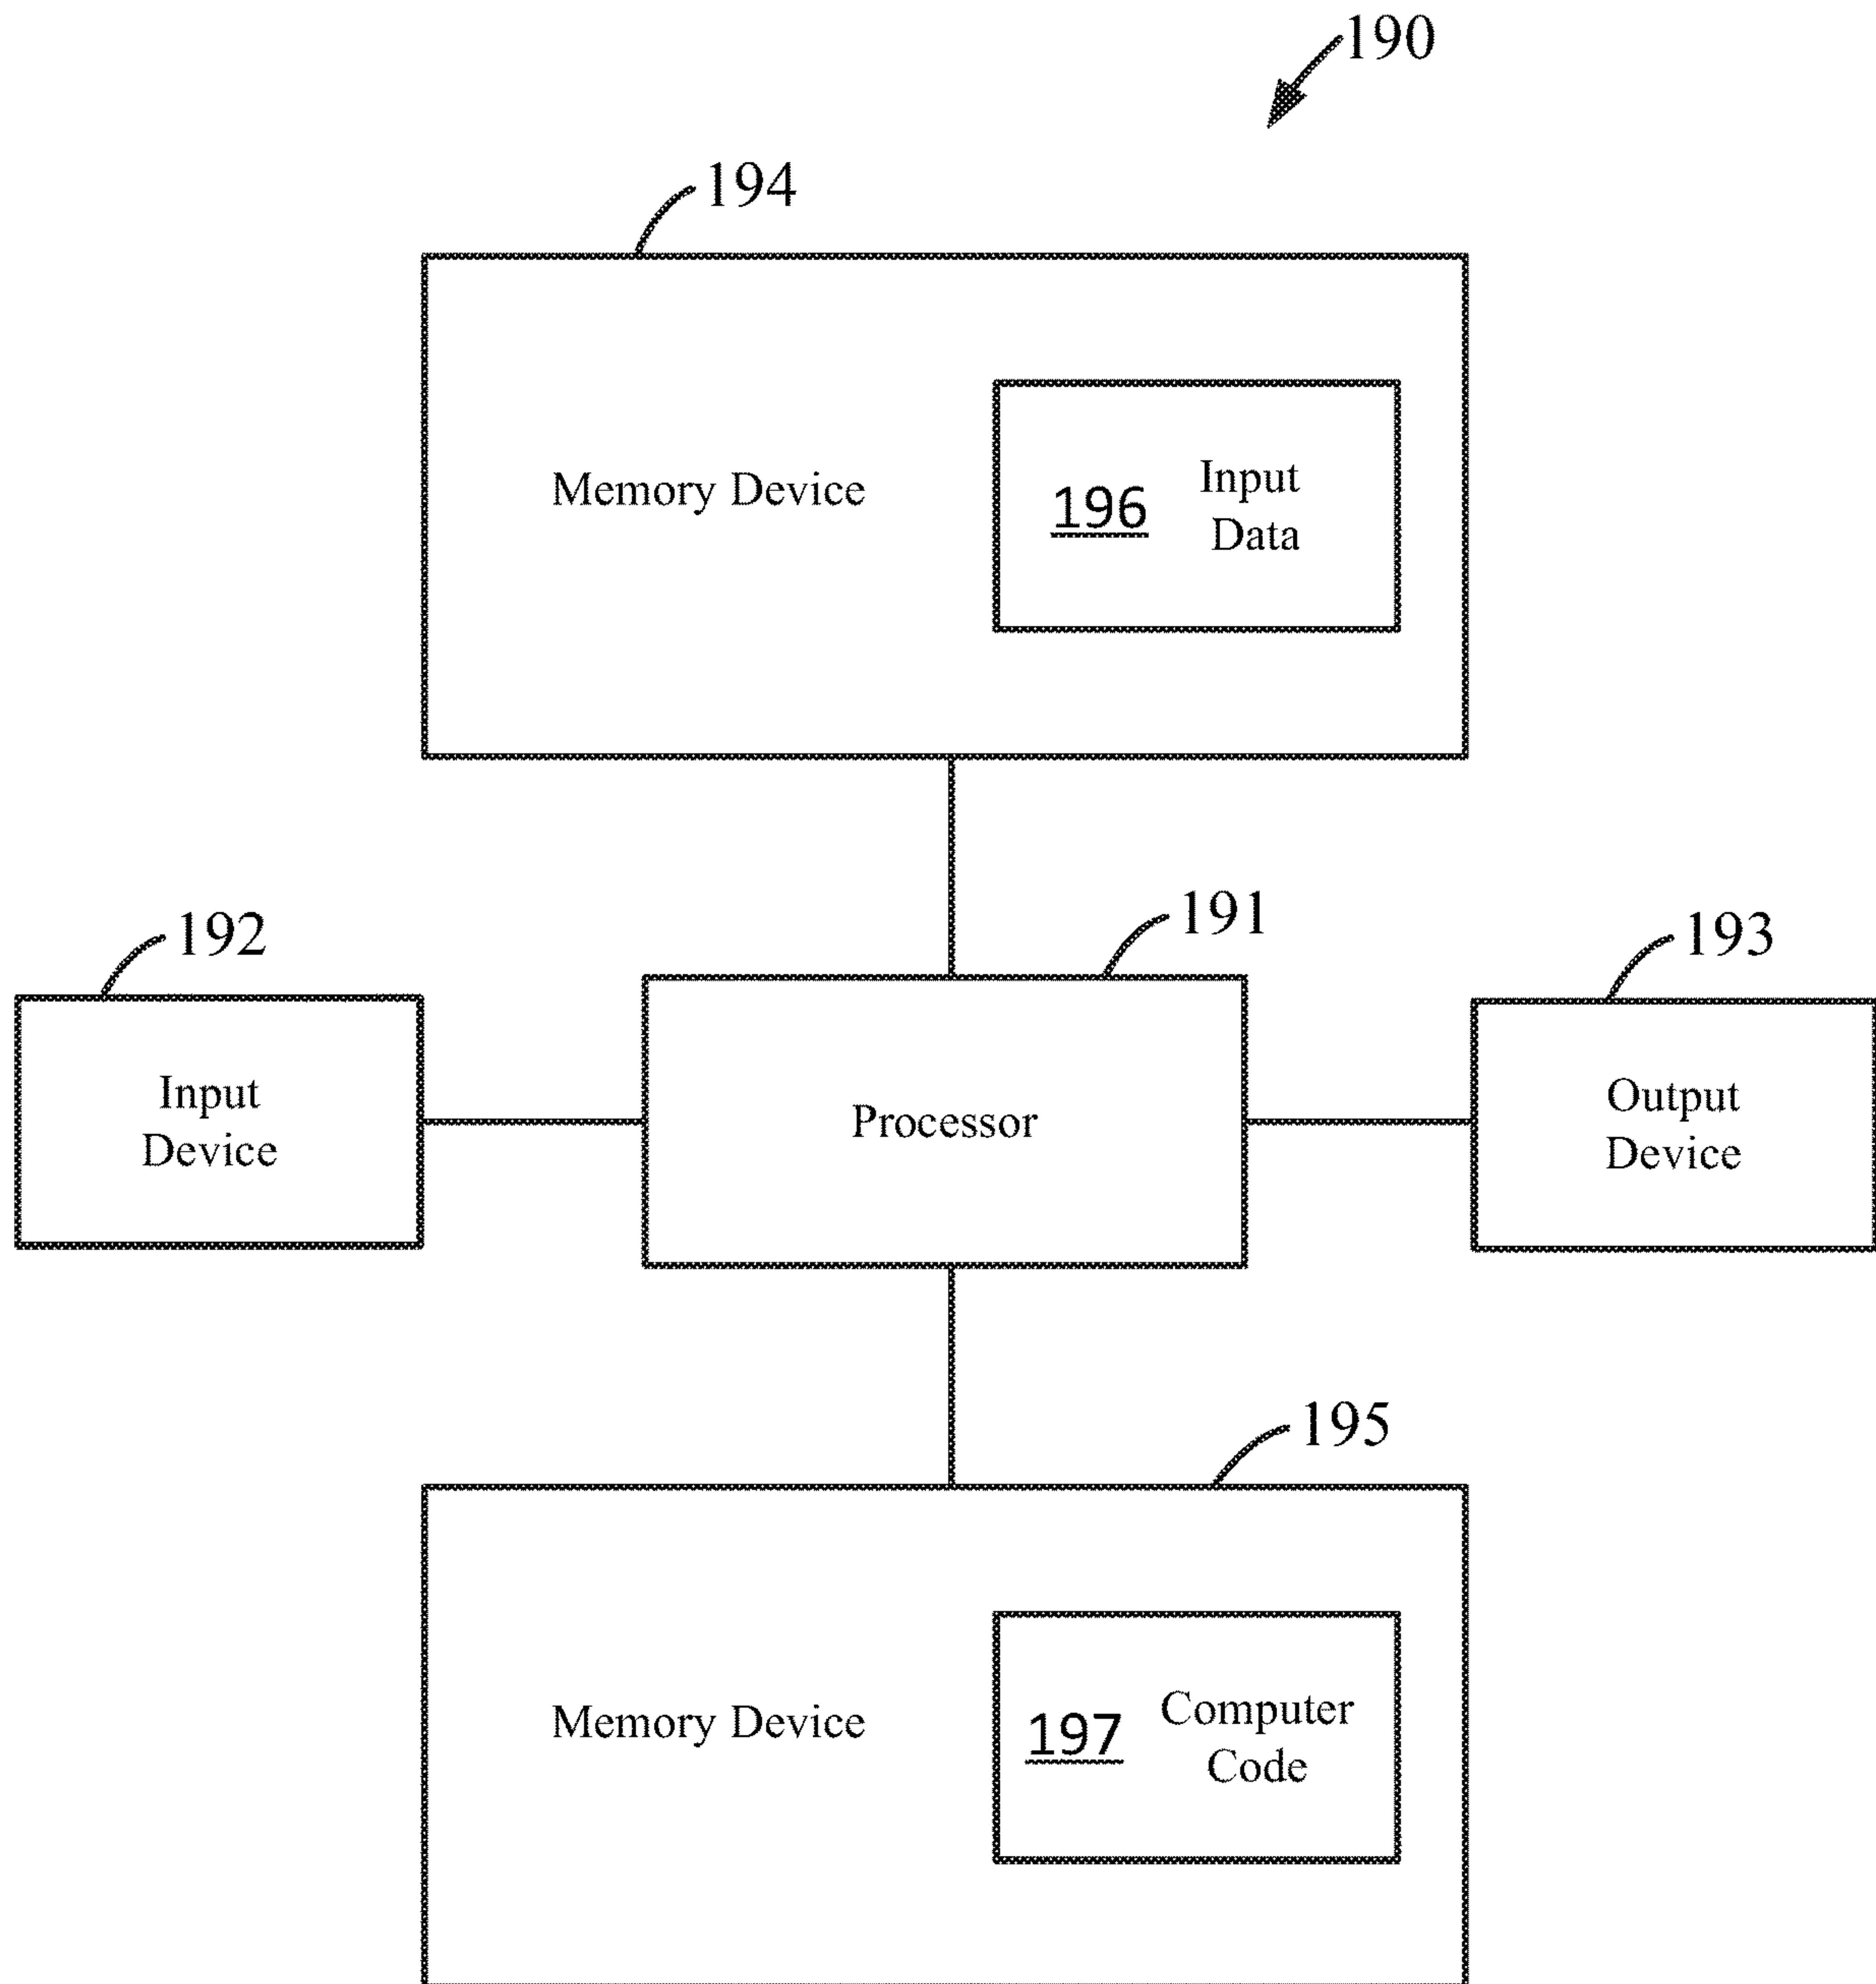 190
194
Memory Device
196
Input
Data
192
191
193
Input
Device
Processor
Output
Device
195
Memory Device
197
Computer
Code